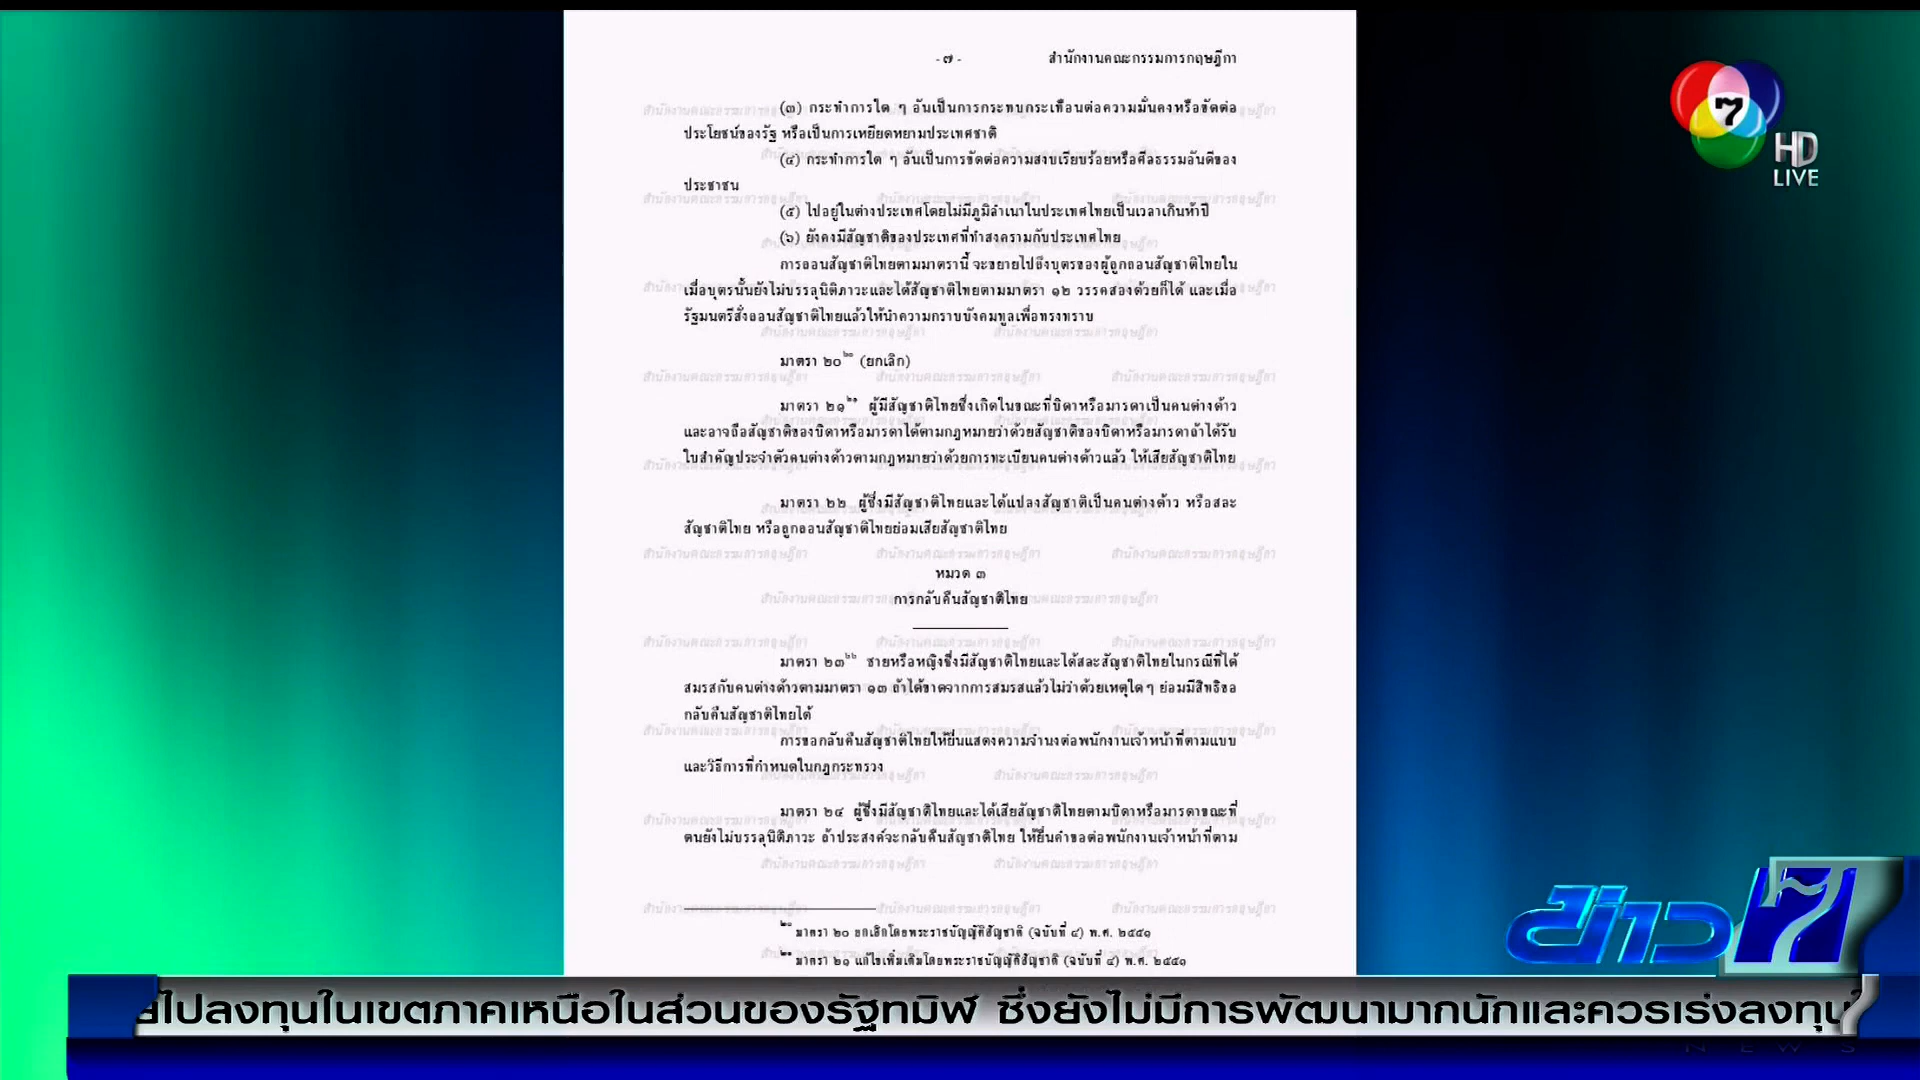 - ๗ -
สำนักงานคณะกรรมการกฤษฎีกา
7
HD
LIVE
(๓) กระทำการใด ๆ อันเป็นการกระทบกระเทือนต่อความมั่นคงหรือขัดต่อ
ประโยชน์ของรัฐ หรือเป็นการเหยียดหยามประเทศชาติ
(๔) กระทำการใด ๆ อันเป็นการขัดต่อความสงบเรียบร้อยหรือศีลธรรมอันดีของ
ประชาชน
(๕) ไปอยู่ในต่างประเทศโดยไม่มีภูมิลำเนาในประเทศไทยเป็นเวลาเกินห้าปี
(๖) ยังคงมีสัญชาติของประเทศที่ทำสงครามกับประเทศไทย
การถอนสัญชาติไทยตามมาตรานี้ จะขยายไปถึงบุตรของผู้ถูกถอนสัญชาติไทยใน
เมื่อบุตรนั้นยังไม่บรรลุนิติภาวะและได้สัญชาติไทยตามมาตรา ๑๒ วรรคสองด้วยก็ได้ และเมื่อ
รัฐมนตรีสั่งถอนสัญชาติไทยแล้วให้นำความกราบบังคมทูลเพื่อทรงทราบ
มาตรา ๒๐๒๐ (ยกเลิก)
มาตรา ๒๑๒๑ ผู้มีสัญชาติไทยซึ่งเกิดในขณะที่บิดาหรือมารดาเป็นคนต่างด้าว
และอาจถือสัญชาติของบิดาหรือมารดาได้ตามกฎหมายว่าด้วยสัญชาติของบิดาหรือมารดาถ้าได้รับ
ใบสำคัญประจำตัวคนต่างด้าวตามกฎหมายว่าด้วยการทะเบียนคนต่างด้าวแล้ว ให้เสียสัญชาติไทย
มาตรา ๒๒ ผู้ซึ่งมีสัญชาติไทยและได้แปลงสัญชาติเป็นคนต่างด้าว หรือสละ
สัญชาติไทย หรือถูกถอนสัญชาติไทยย่อมเสียสัญชาติไทย
หมวด ๓
การกลับคืนสัญชาติไทย
มาตรา ๒๓๒๒ ชายหรือหญิงซึ่งมีสัญชาติไทยและได้สละสัญชาติไทยในกรณีที่ได้
สมรสกับคนต่างด้าวตามมาตรา ๑๓ ถ้าได้ขาดจากการสมรสแล้วไม่ว่าด้วยเหตุใดๆ ย่อมมีสิทธิขอ
กลับคืนสัญชาติไทยได้
การขอกลับคืนสัญชาติไทยให้ยื่นแสดงความจำนงต่อพนักงานเจ้าหน้าที่ตามแบบ
และวิธีการที่กำหนดในกฎกระทรวง
มาตรา ๒๔ ผู้ซึ่งมีสัญชาติไทยและได้เสียสัญชาติไทยตามบิดาหรือมารดาขณะที่
ตนยังไม่บรรลุนิติภาวะ ถ้าประสงค์จะกลับคืนสัญชาติไทย ให้ยื่นคำขอต่อพนักงานเจ้าหน้าที่ตาม
๒๐ มาตรา ๒๐ ยกเลิกโดยพระราชบัญญัติสัญชาติ (ฉบับที่ ๔) พ.ศ. ๒๕๕๑
๒๑ มาตรา ๒๑ แก้ไขเพิ่มเติมโดยพระราชบัญญัติสัญชาติ (ฉบับที่ ๔) พ.ศ. ๒๕๕๑
ข่าว 7
ไปลงทุนในเขตภาคเหนือในส่วนของรัฐทมิฬ ซึ่งยังไม่มีการพัฒนามากนักและควรเร่งลงทุน
NEWS